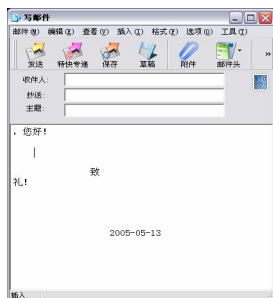 写邮件
邮件(M) 编辑(E) 查看(V) 插入(I) 格式(F) 选项(O) 工具(T)
发送 特快专递 保存 草稿 附件 邮件头 »
收件人:
抄送:
主题:
，您好!
致
礼!
2005-05-13
插入